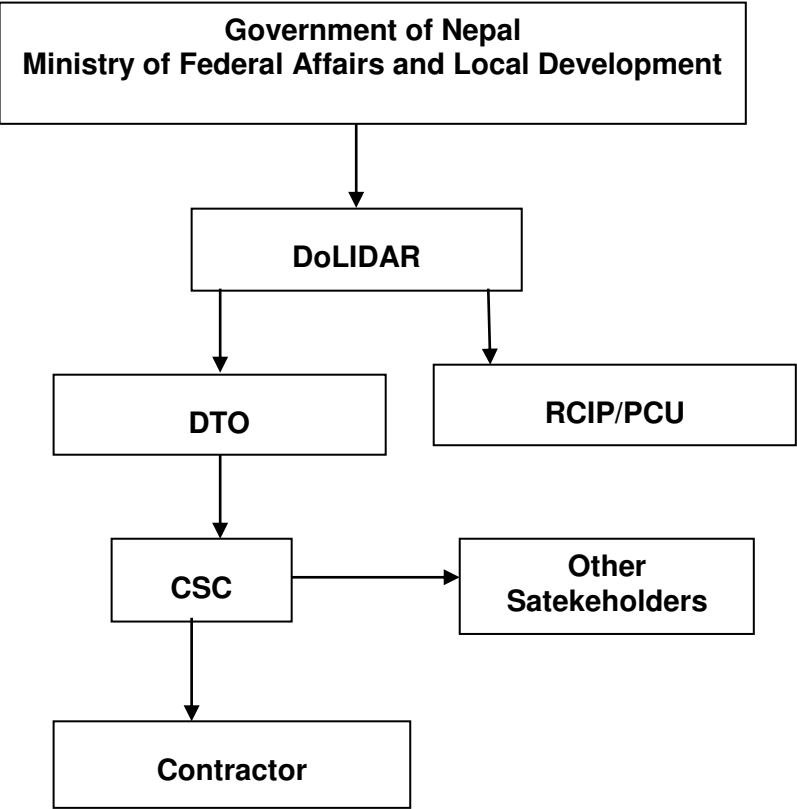 Government of Nepal
Ministry of Federal Affairs and Local Development
DoLIDAR
DTO
RCIP/PCU
CSC
Other
Satekeholders
Contractor